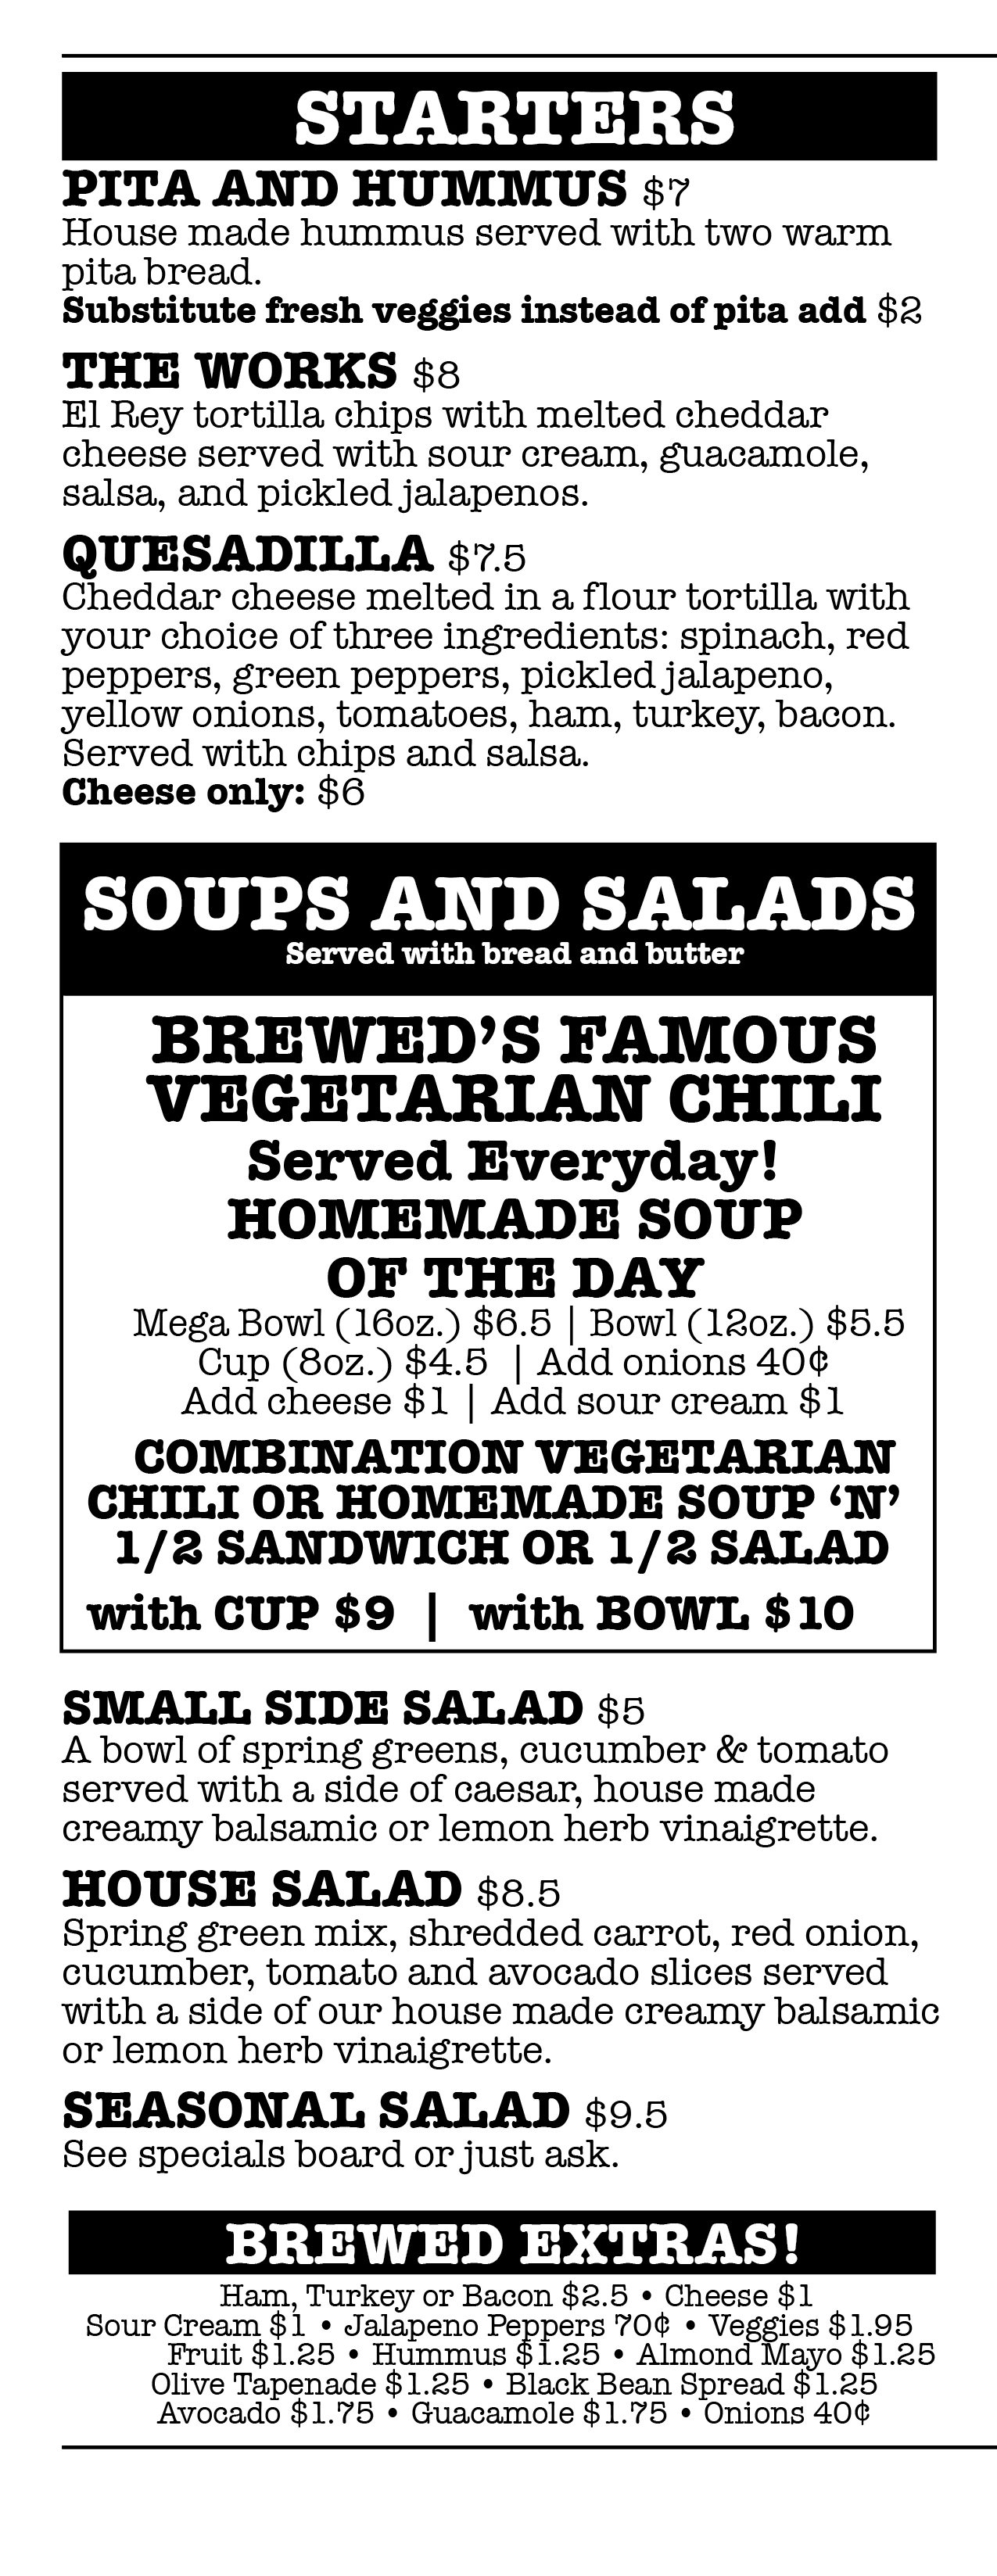 STARTERS
PITA AND HUMMUS $7
House made hummus served with two warm
pita bread.
Substitute fresh veggies instead of pita add $2
THE WORKS $8
El Rey tortilla chips with melted cheddar
cheese served with sour cream, guacamole,
salsa, and pickled jalapenos.
QUESADILLA $7.5
Cheddar cheese melted in a flour tortilla with
your choice of three ingredients: spinach, red
peppers, green peppers, pickled jalapeno,
yellow onions, tomatoes, ham, turkey, bacon.
Served with chips and salsa.
Cheese only: $6
SOUPS AND SALADS
Served with bread and butter
BREWED’S FAMOUS
VEGETARIAN CHILI
Served Everyday!
HOMEMADE SOUP
OF THE DAY
Mega Bowl (16oz.) $6.5 | Bowl (12oz.) $5.5
Cup (8oz.) $4.5 | Add onions 40¢
Add cheese $1 | Add sour cream $1
COMBINATION VEGETARIAN
CHILI OR HOMEMADE SOUP ‘N’
1/2 SANDWICH OR 1/2 SALAD
with CUP $9 | with BOWL $10
SMALL SIDE SALAD $5
A bowl of spring greens, cucumber & tomato
served with a side of caesar, house made
creamy balsamic or lemon herb vinaigrette.
HOUSE SALAD $8.5
Spring green mix, shredded carrot, red onion,
cucumber, tomato and avocado slices served
with a side of our house made creamy balsamic
or lemon herb vinaigrette.
SEASONAL SALAD $9.5
See specials board or just ask.
BREWED EXTRAS!
Ham, Turkey or Bacon $2.5 • Cheese $1
Sour Cream $1 • Jalapeno Peppers 70¢ • Veggies $1.95
Fruit $1.25 • Hummus $1.25 • Almond Mayo $1.25
Olive Tapenade $1.25 • Black Bean Spread $1.25
Avocado $1.75 • Guacamole $1.75 • Onions 40¢